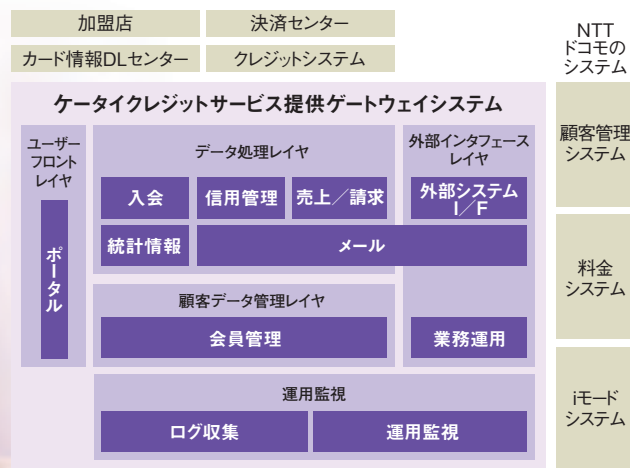 加盟店
決済センター
カード情報DLセンター
クレジットシステム
NTT
ドコモの
システム
ケータイクレジットサービス提供ゲートウェイシステム
ユーザー
フロント
レイヤ
ポータル
データ処理レイヤ
入会
信用管理
売上／請求
統計情報
メール
外部インタフェース
レイヤ
外部システム
I／F
顧客データ管理レイヤ
会員管理
業務運用
運用監視
ログ収集
運用監視
顧客管理
システム
料金
システム
iモード
システム